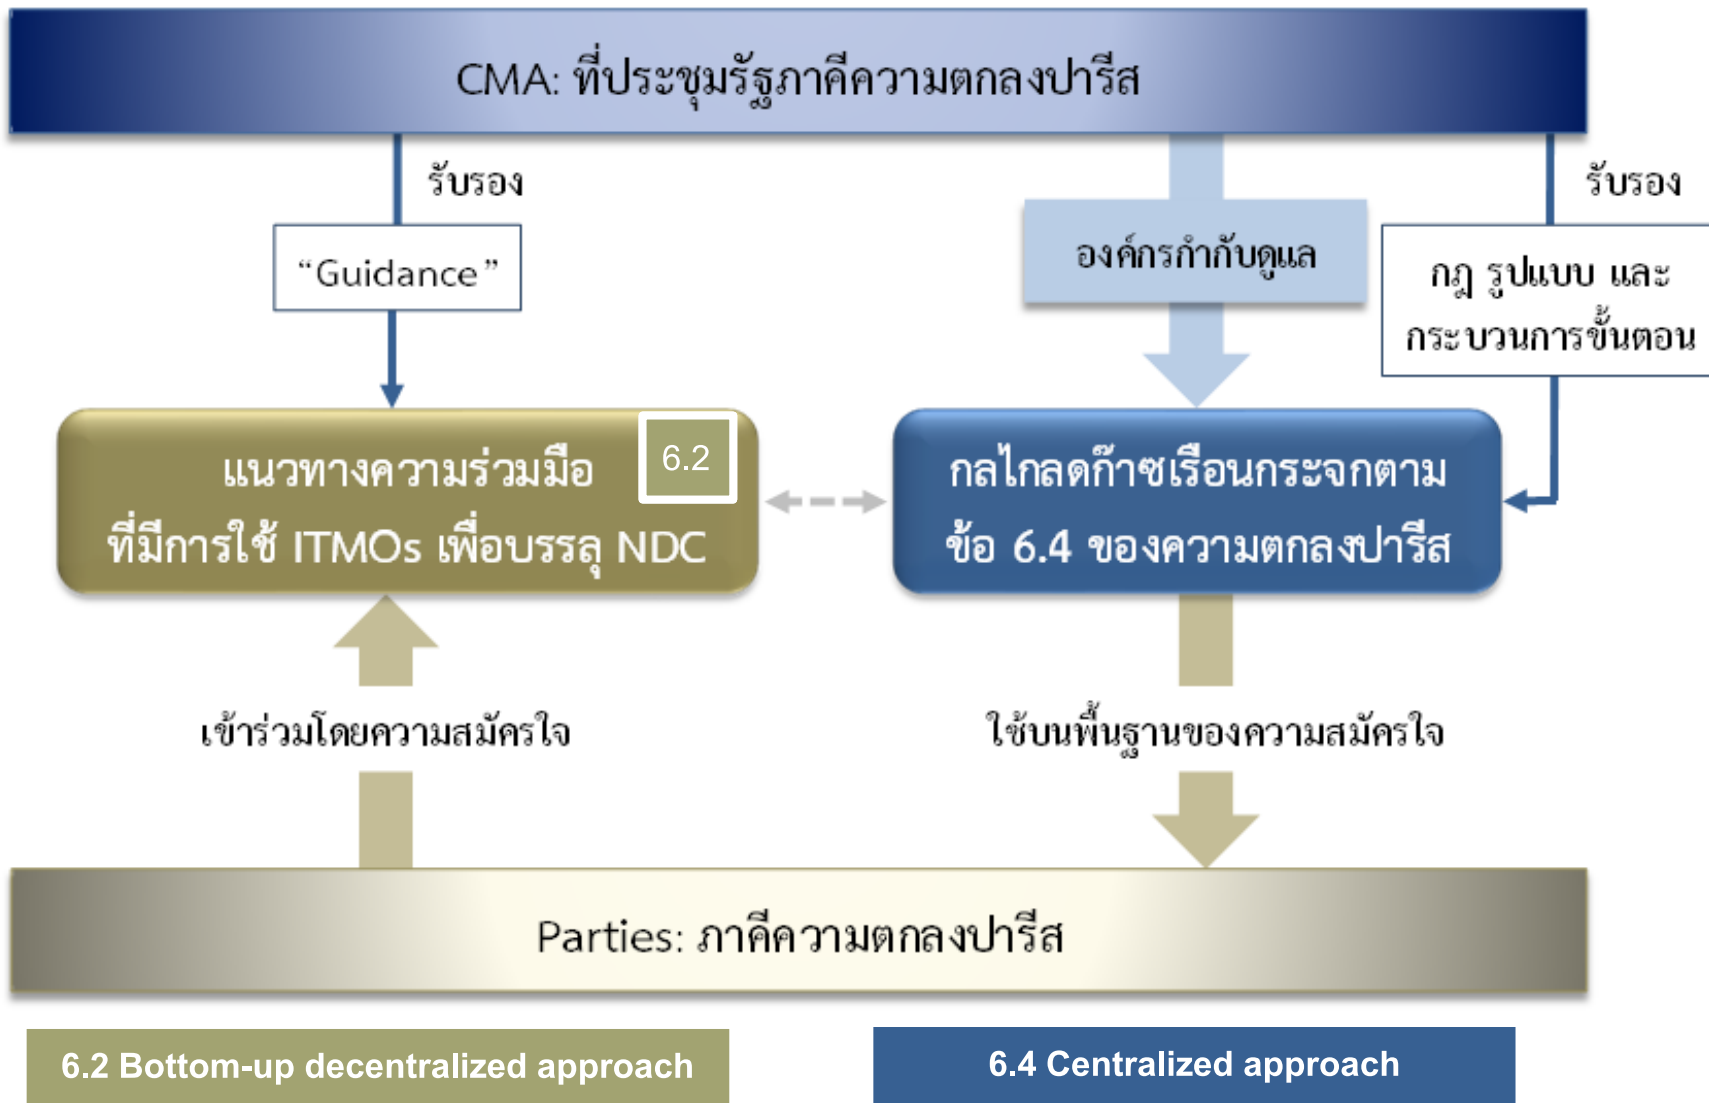 CMA: ที่ประชุมรัฐภาคีความตกลงปารีส
รับรอง
รับรอง
“Guidance”
องค์กรกำกับดูแล
กฎ รูปแบบ และ
กระบวนการขั้นตอน
แนวทางความร่วมมือ
ที่มีการใช้ ITMOs เพื่อบรรลุ NDC
6.2
กลไกลดก๊าซเรือนกระจกตาม
ข้อ 6.4 ของความตกลงปารีส
เข้าร่วมโดยความสมัครใจ
ใช้บนพื้นฐานของความสมัครใจ
Parties: ภาคีความตกลงปารีส
6.2 Bottom-up decentralized approach
6.4 Centralized approach